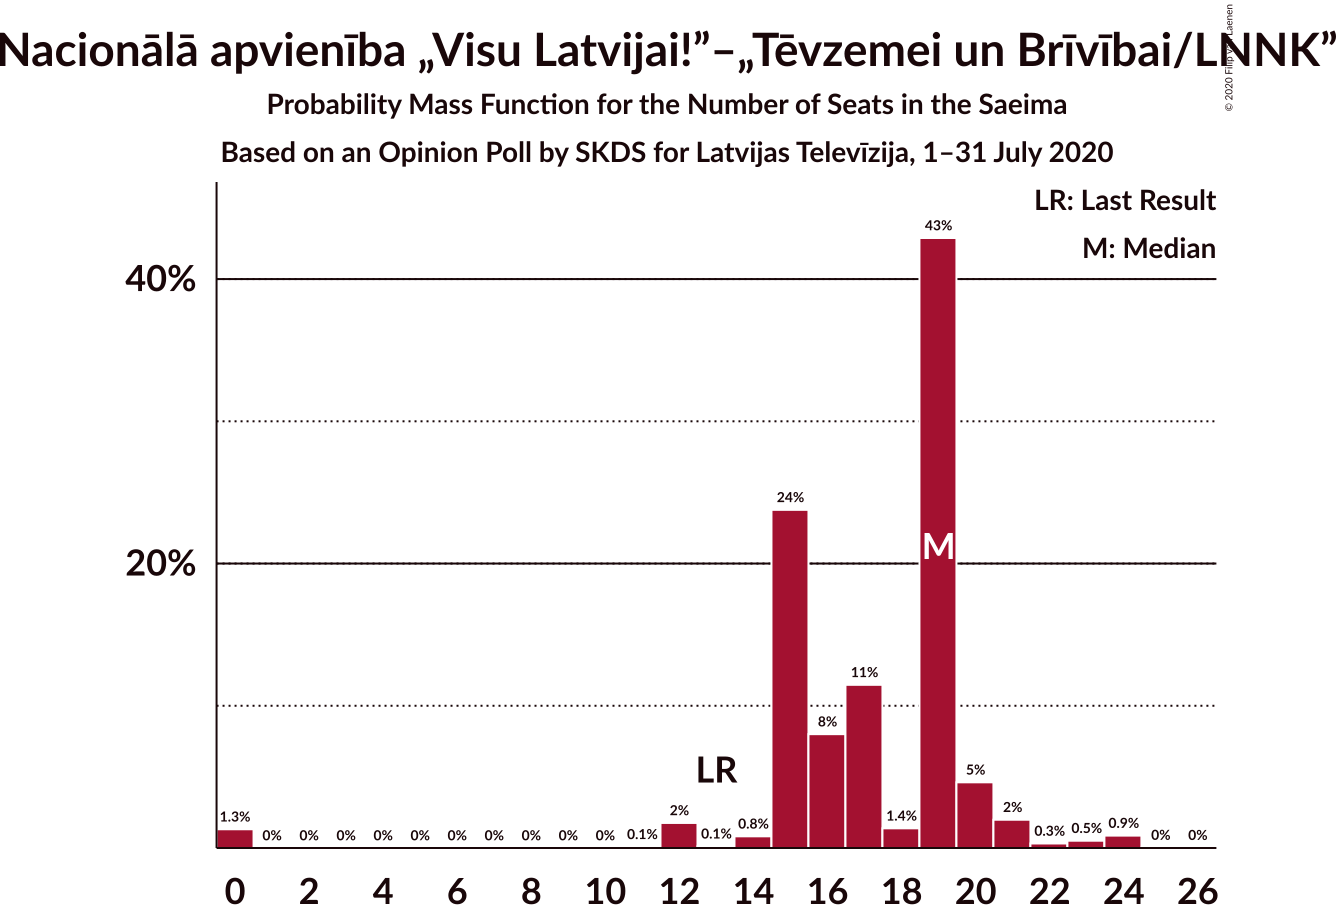 Nacionālā apvienība „Visu Latvijai!”–„Tēvzemei un Brīvībai/LNNK”
© 2020 Filip van Laenen
Probability Mass Function for the Number of Seats in the Saeima
Based on an Opinion Poll by SKDS for Latvijas Televīzija, 1–31 July 2020
LR: Last Result
M: Median
40%
20%
43%
24%
M
11%
8%
LR
5%
1.3% 0% 0% 0% 0% 0% 0% 0% 0% 0% 0% 0.1% 2% 0.1% 0.8% 1.4% 2% 0.3% 0.5% 0.9% 0% 0%
0 2 4 6 8 10 12 14 16 18 20 22 24 26